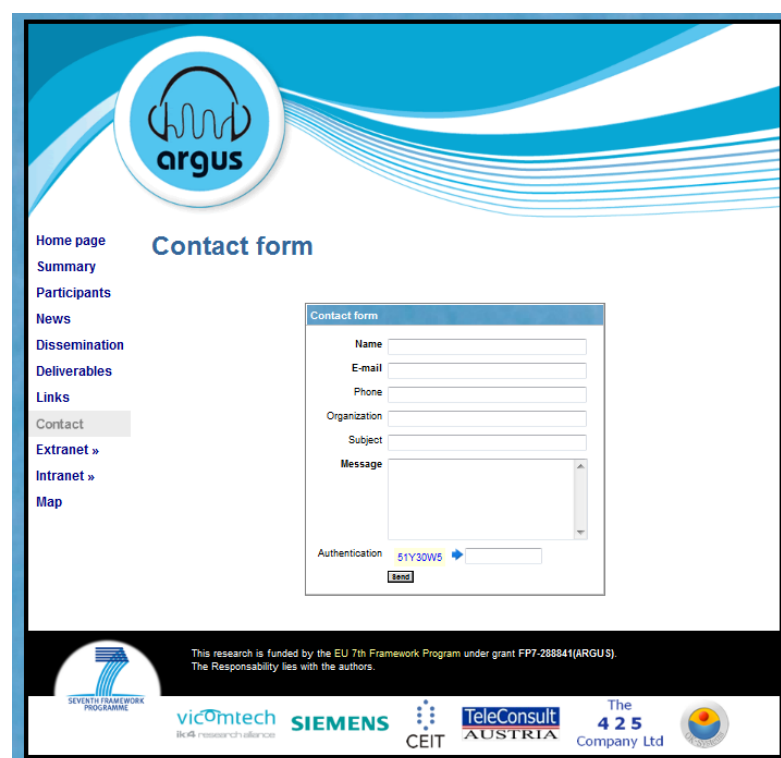 argus
Home page
Summary
Participants
News
Dissemination
Deliverables
Links
Contact
Extranet »
Intranet »
Map
Contact form
Contact form
Name
E-mail
Phone
Organization
Subject
Message
Authentication
51Y30W5
Send
This research is funded by the EU 7th Framework Program under grant FP7-288841(ARGUS).
The Responsability lies with the authors.
SEVENTH FRAMEWORK
PROGRAMME
vicomtech
ik4 research alliance
SIEMENS
CEIT
TeleConsult
AUSTRIA
The
4 2 5
Company Ltd